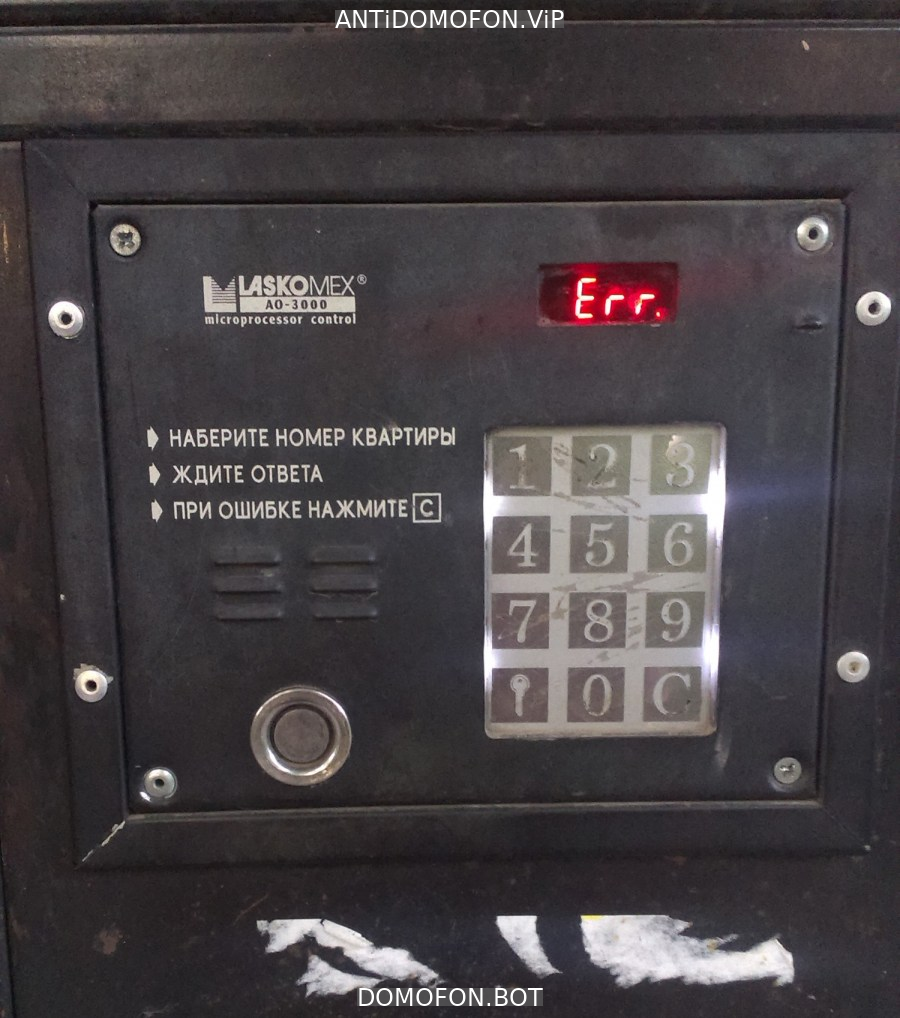 ANTiDOMOFON.ViP
LASKOMEX®
AO-3000
microprocessor control
Err.
НАБЕРИТЕ НОМЕР КВАРТИРЫ
ЖДИТЕ ОТВЕТА
ПРИ ОШИБКЕ НАЖМИТЕ C
1 2 3
4 5 6
7 8 9
0 C
DOMOFON.BOT